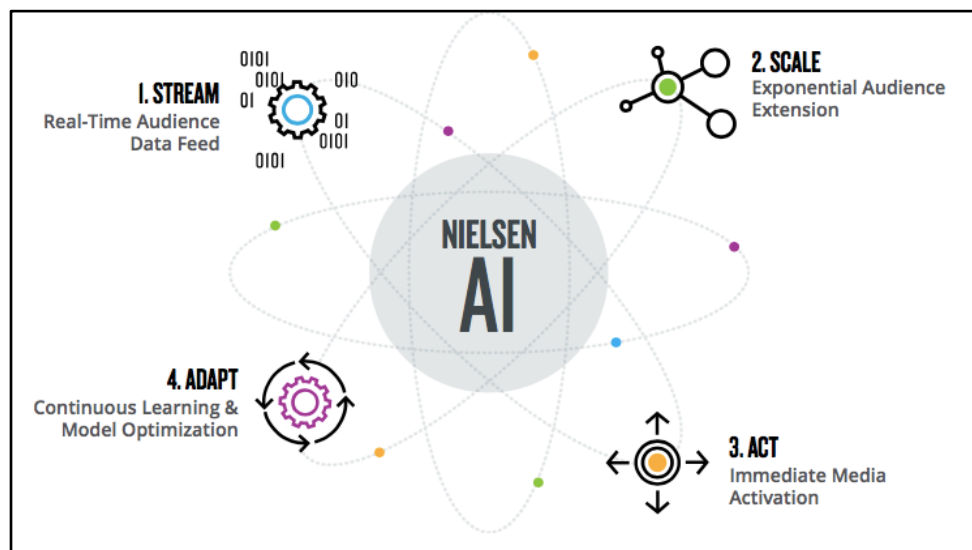 0101
0101
010
01
01
0101
0101
1. STREAM
Real-Time Audience
Data Feed
2. SCALE
Exponential Audience
Extension
NIELSEN
AI
4. ADAPT
Continuous Learning &
Model Optimization
3. ACT
Immediate Media
Activation